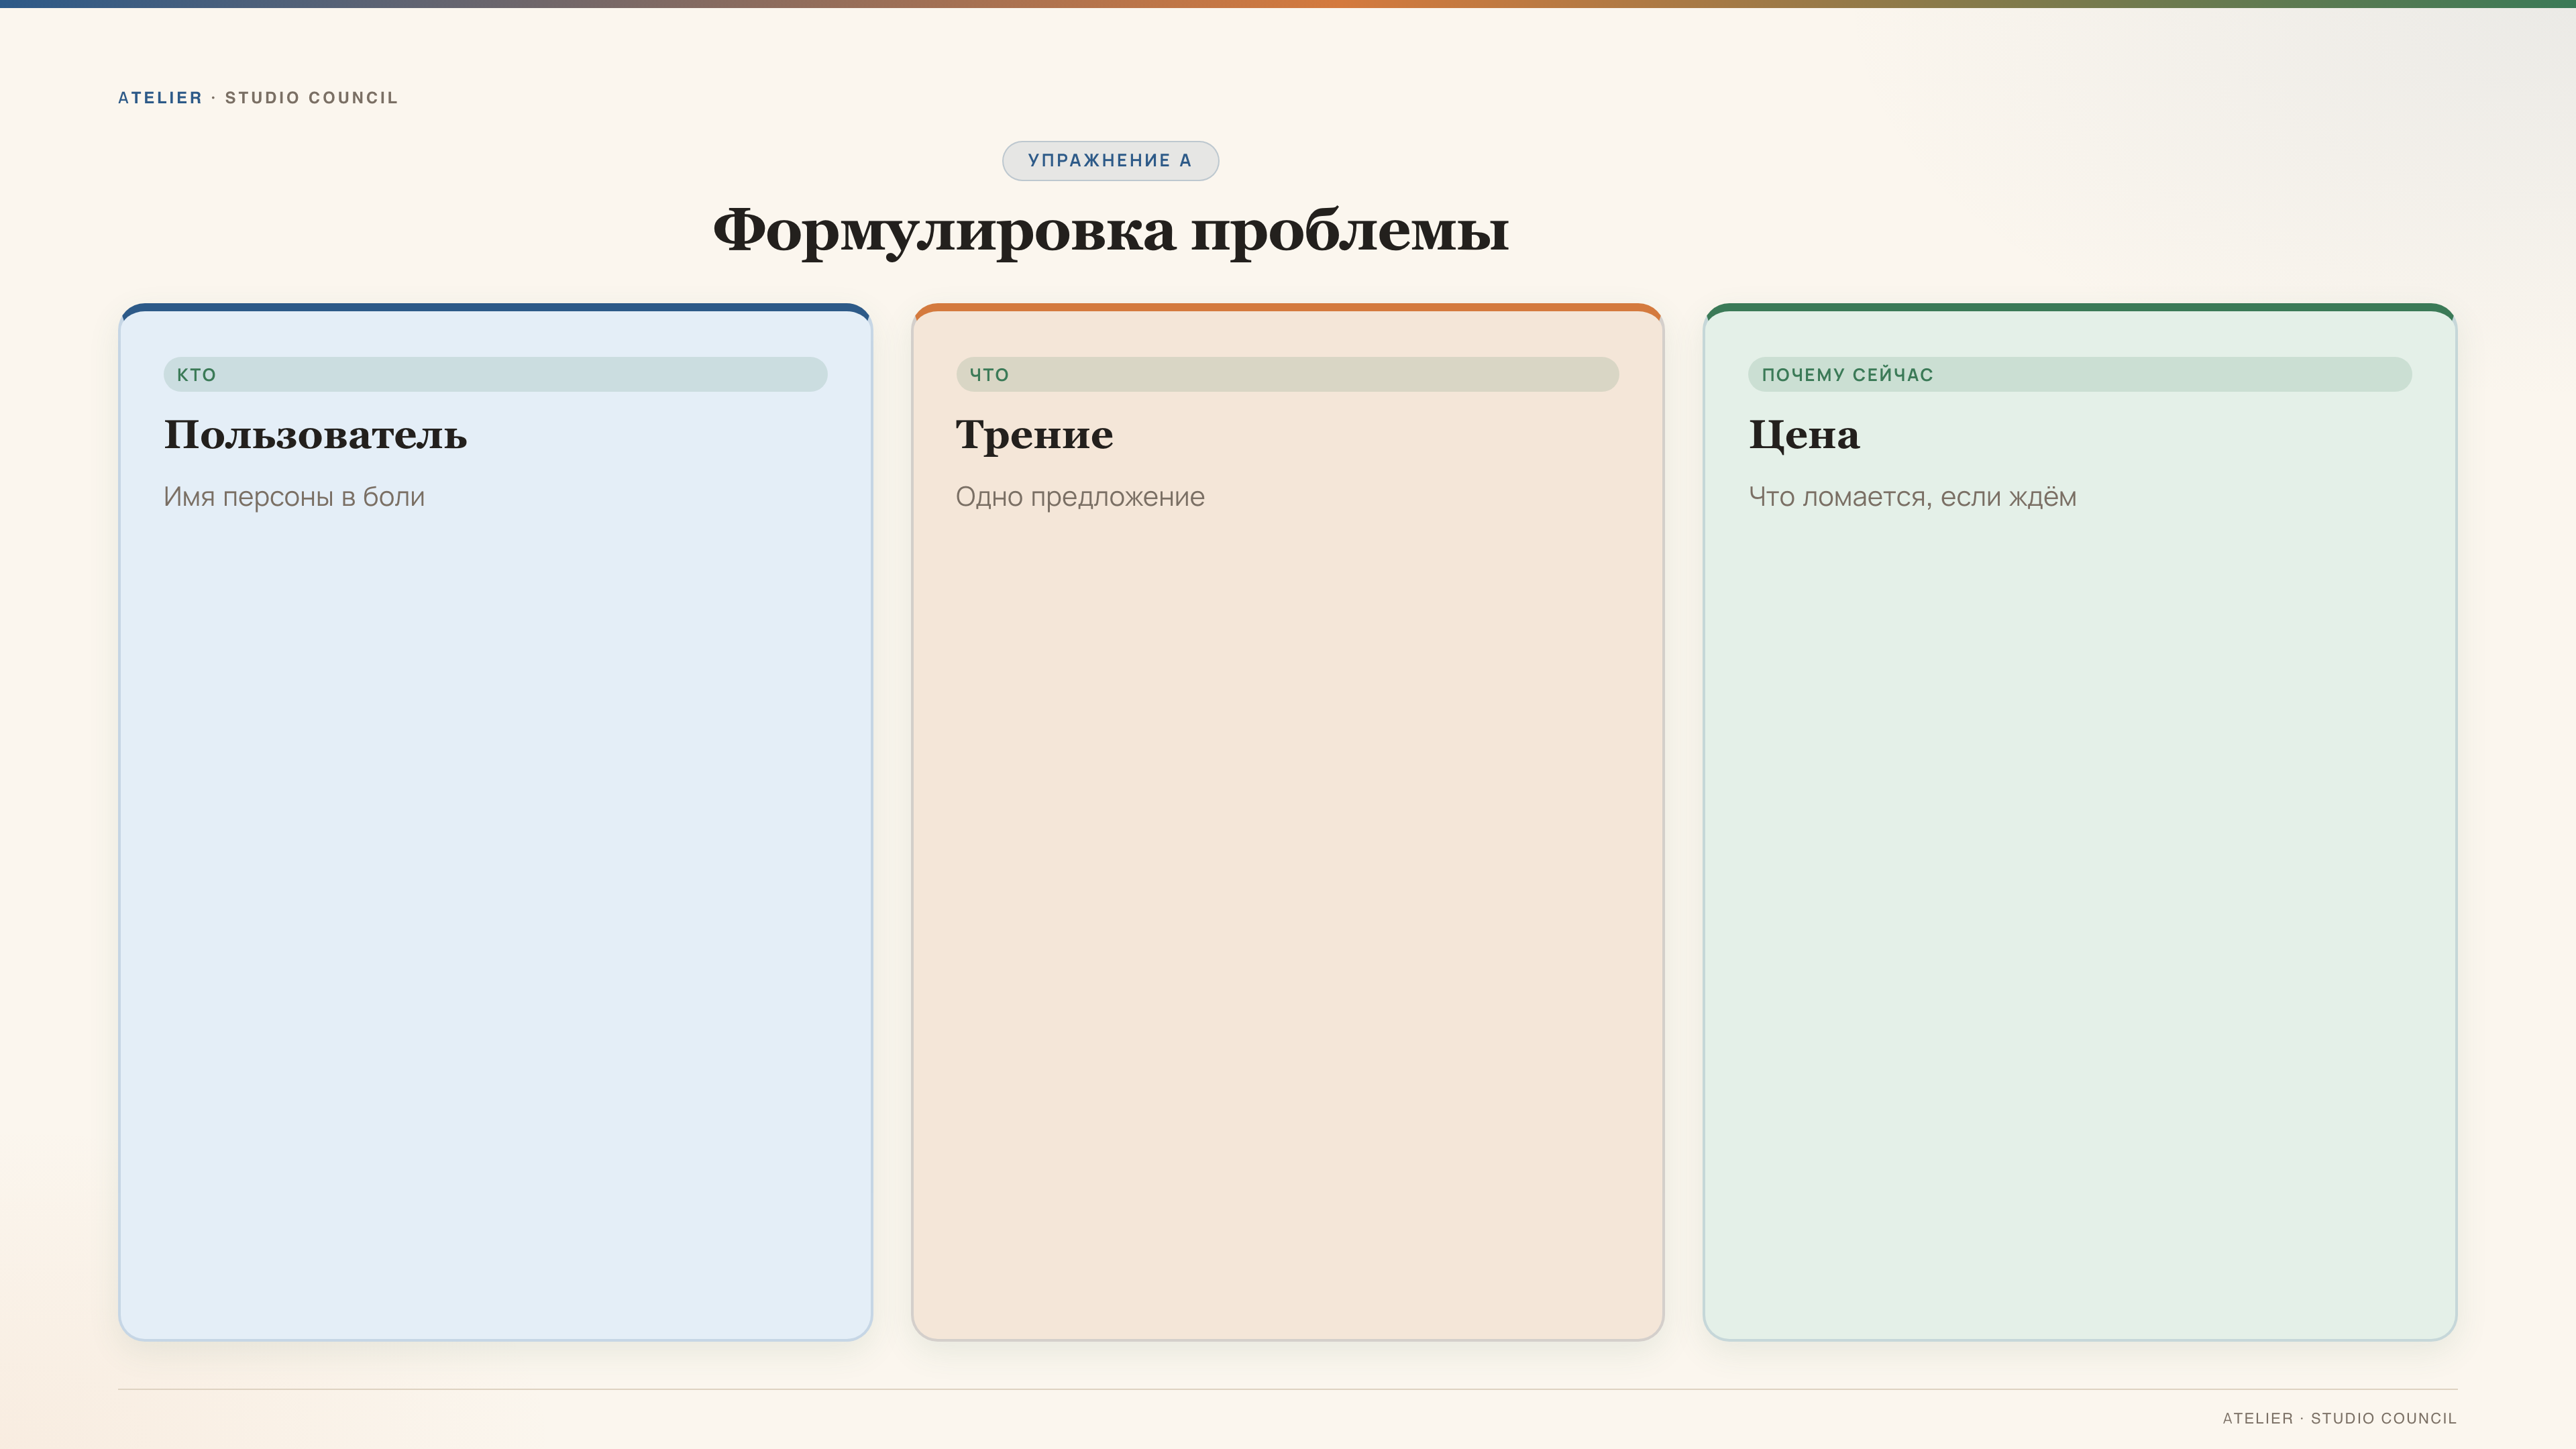 ATELIER · STUDIO COUNCIL
УПРАЖНЕНИЕ А
Формулировка проблемы
КТО
Пользователь
Имя персоны в боли
ЧТО
Трение
Одно предложение
ПОЧЕМУ СЕЙЧАС
Цена
Что ломается, если ждём
ATELIER · STUDIO COUNCIL